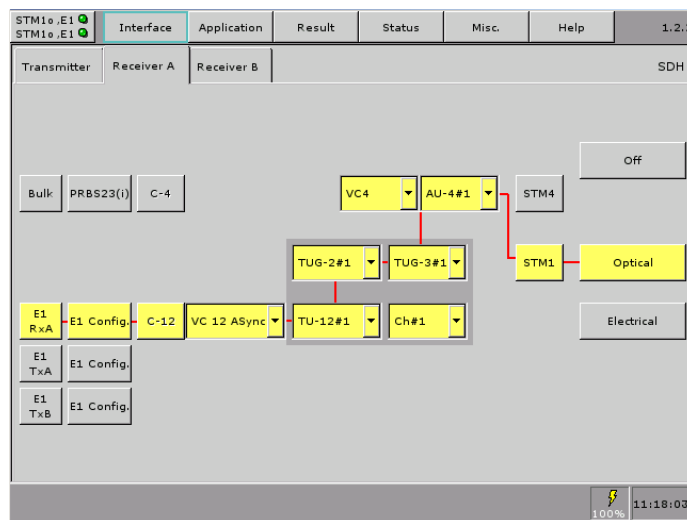 STM1o,E1
STM1o,E1
Interface
Application
Result
Status
Misc.
Help
1.2.
Transmitter
Receiver A
Receiver B
SDH
Off
Bulk
PRBS23(i)
C-4
VC4
AU-4#1
STM4
TUG-2#1
TUG-3#1
STM1
Optical
E1
RxA
E1 Config.
C-12
VC 12 ASync
TU-12#1
Ch#1
Electrical
E1
TxA
E1 Config.
E1
TxB
E1 Config.
100%
11:18:03